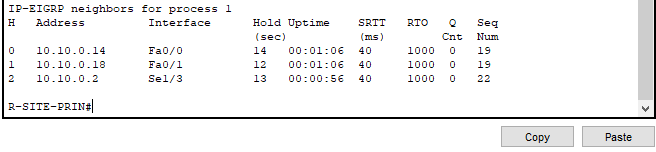 IP-EIGRP neighbors for process 1
H Address Interface Hold Uptime SRTT RTO Q Seq
(sec) (ms) Cnt Num
0 10.10.0.14 Fa0/0 14 00:01:06 40 1000 0 19
1 10.10.0.18 Fa0/1 12 00:01:06 40 1000 0 19
2 10.10.0.2 Se1/3 13 00:00:56 40 1000 0 22
R-SITE-PRIN#
Copy Paste